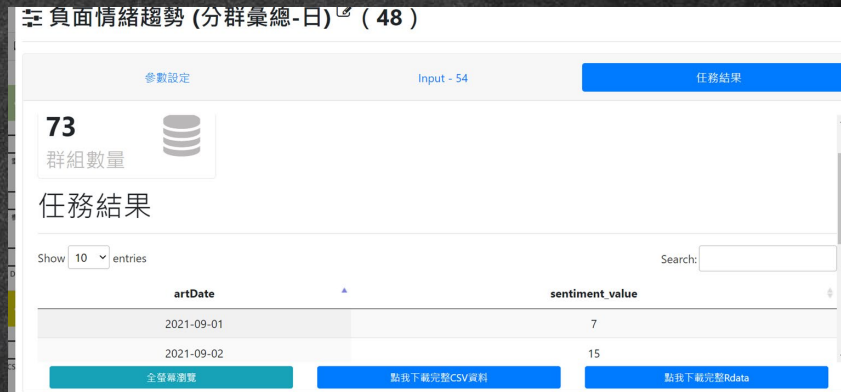 負面情緒趨勢 (分群彙總-日) ( 48 )
參數設定 Input - 54 任務結果
73
群組數量
任務結果
Show 10 entries Search:
artDate sentiment_value
2021-09-01 7
2021-09-02 15
全螢幕瀏覽 點我下載完整CSV資料 點我下載完整Rdata